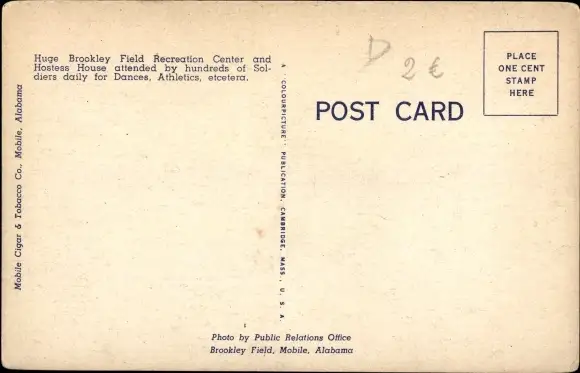 Huge Brookley Field Recreation Center and
Hostess House attended by hundreds of Sol-
diers daily for Dances, Athletics, etcetera.
Mobile Cigar & Tobacco Co., Mobile, Alabama
A "COLOURPICTURE" PUBLICATION, CAMBRIDGE, MASS., U. S. A.
D
2 €
POST CARD
PLACE
ONE CENT
STAMP
HERE
Photo by Public Relations Office
Brookley Field, Mobile, Alabama